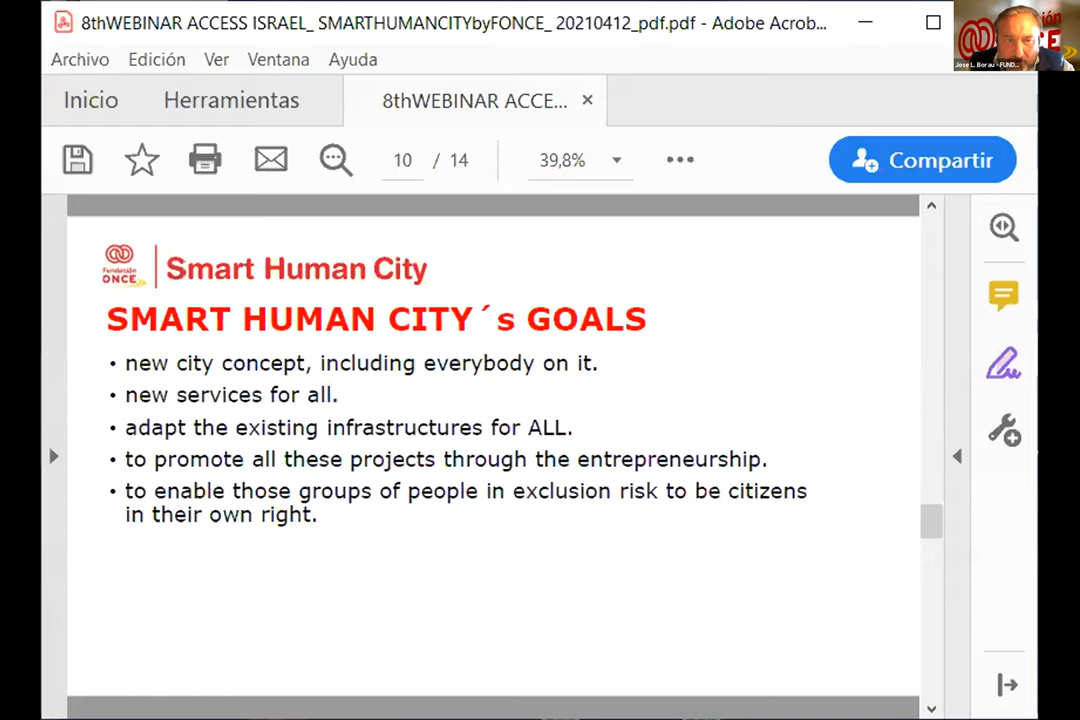 8thWEBINAR ACCESS ISRAEL_ SMARTHUMANCITYbyFONCE_ 20210412_pdf.pdf - Adobe Acrob...
Archivo Edición Ver Ventana Ayuda
Inicio Herramientas 8thWEBINAR ACCE... ×
10 / 14 39,8% Compartir
Jose L. Borau - FUND...
Fundación
ONCE
Smart Human City
SMART HUMAN CITY´s GOALS
• new city concept, including everybody on it.
• new services for all.
• adapt the existing infrastructures for ALL.
• to promote all these projects through the entrepreneurship.
• to enable those groups of people in exclusion risk to be citizens
in their own right.